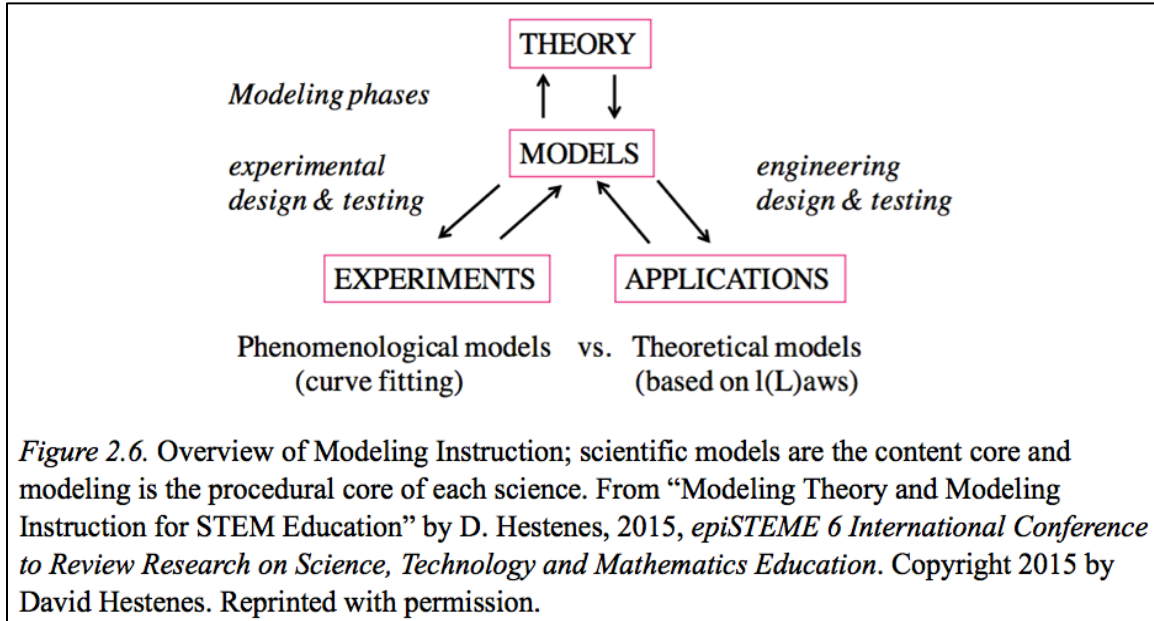 THEORY
Modeling phases
MODELS
experimental
design & testing
engineering
design & testing
EXPERIMENTS
APPLICATIONS
Phenomenological models vs. Theoretical models
(curve fitting) (based on l(L)aws)
Figure 2.6. Overview of Modeling Instruction; scientific models are the content core and
modeling is the procedural core of each science. From “Modeling Theory and Modeling
Instruction for STEM Education” by D. Hestenes, 2015, epiSTEME 6 International Conference
to Review Research on Science, Technology and Mathematics Education. Copyright 2015 by
David Hestenes. Reprinted with permission.